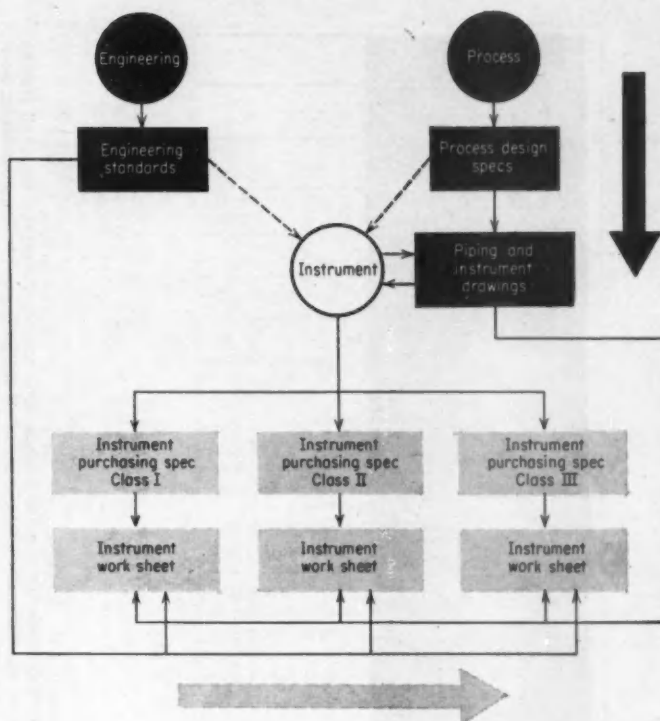 Engineering
Process
Engineering
standards
Process design
specs
Instrument
Piping and
instrument
drawings
Instrument
purchasing spec
Class I
Instrument
purchasing spec
Class II
Instrument
purchasing spec
Class III
Instrument
work sheet
Instrument
work sheet
Instrument
work sheet